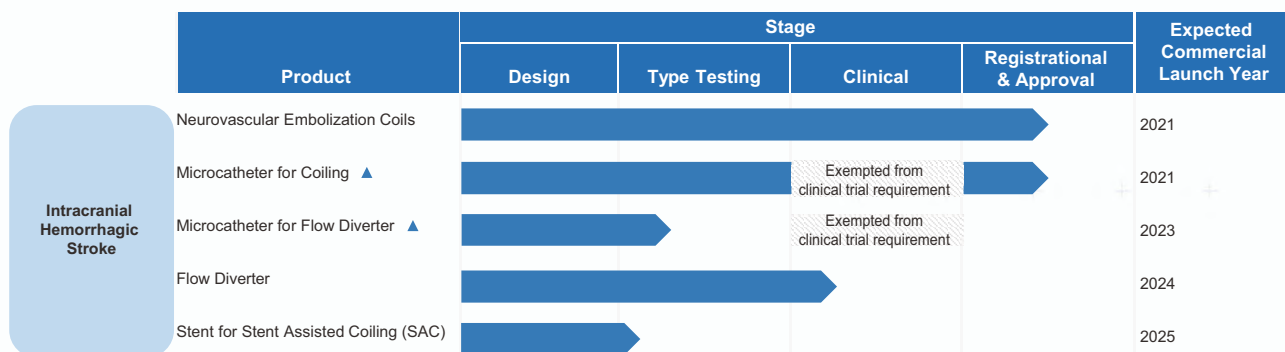 Product
Stage
Design
Type Testing
Clinical
Registrational
& Approval
Expected
Commercial
Launch Year
Intracranial
Hemorrhagic
Stroke
Neurovascular Embolization Coils
2021
Microcatheter for Coiling ▲
Exempted from
clinical trial requirement
2021
Microcatheter for Flow Diverter ▲
Exempted from
clinical trial requirement
2023
Flow Diverter
2024
Stent for Stent Assisted Coiling (SAC)
2025